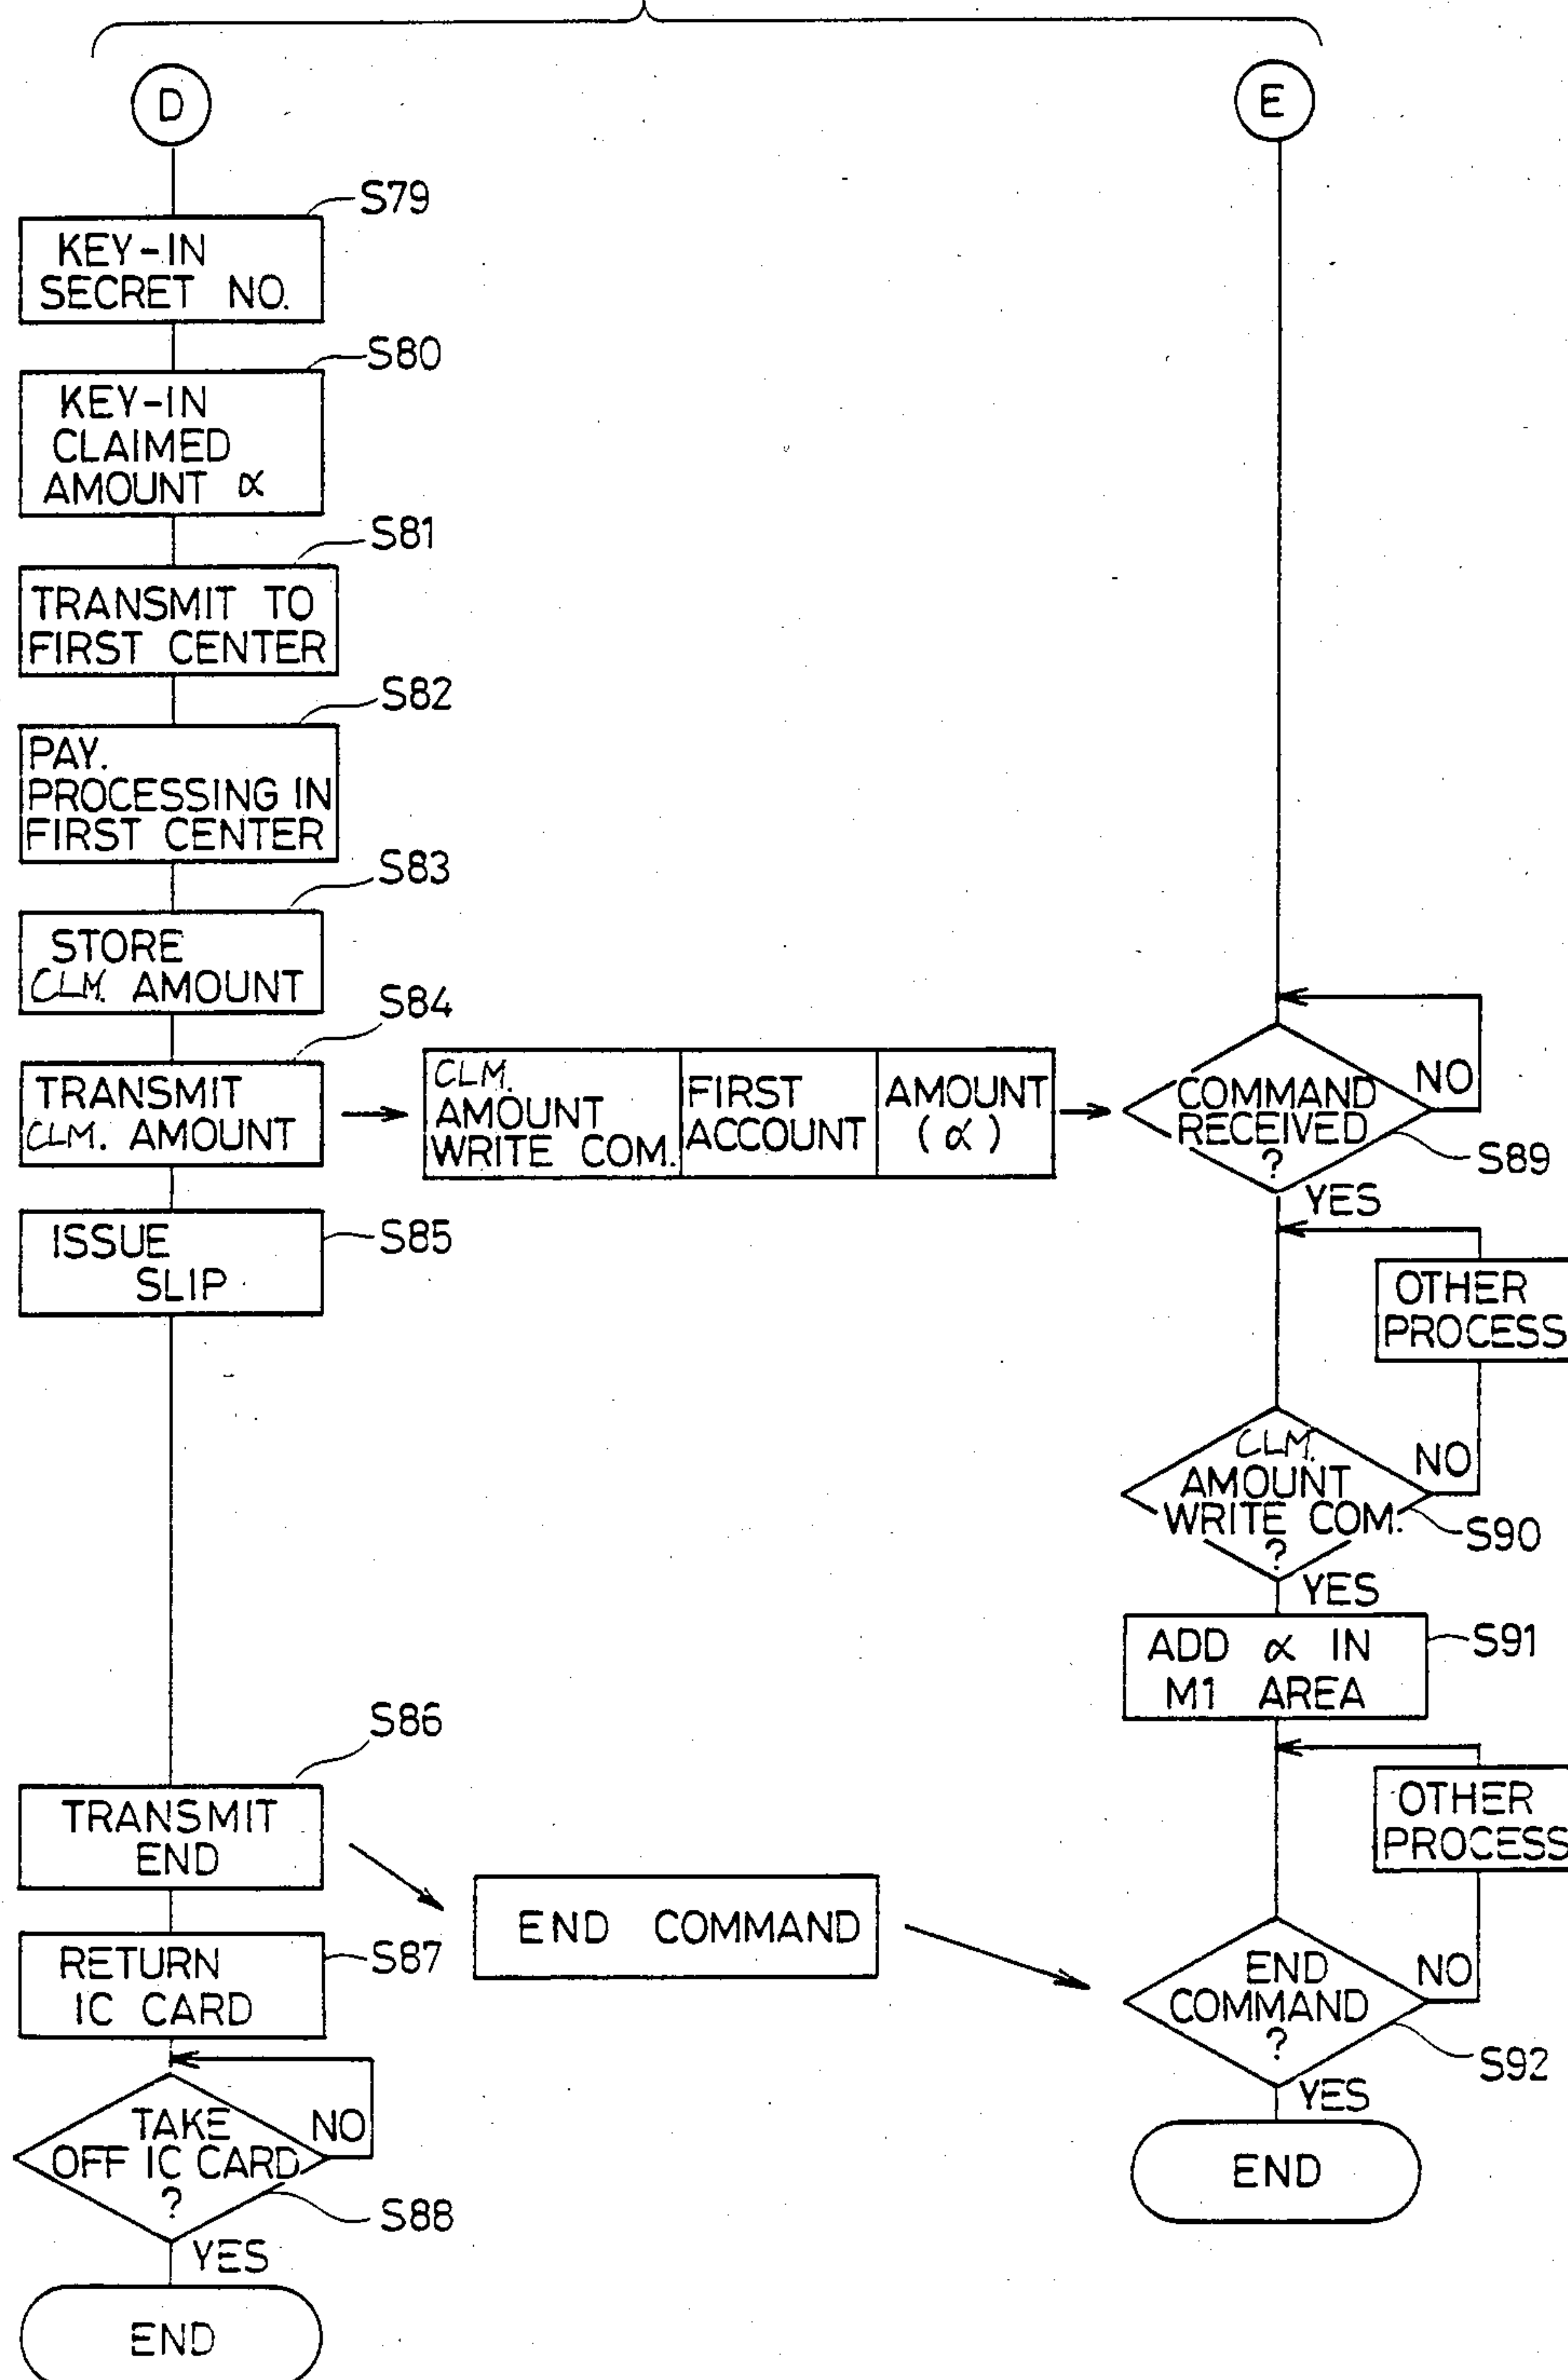 D
E
S79
KEY-IN
SECRET NO.
S80
KEY-IN
CLAIMED
AMOUNT α
S81
TRANSMIT TO
FIRST CENTER
S82
PAY.
PROCESSING IN
FIRST CENTER
S83
STORE
CLM. AMOUNT
S84
TRANSMIT
CLM. AMOUNT
CLM.
AMOUNT
WRITE COM.
FIRST
ACCOUNT
AMOUNT
(α)
COMMAND
RECEIVED
?
NO
S89
YES
ISSUE
SLIP
S85
OTHER
PROCESS
CLM.
AMOUNT
WRITE COM.
?
NO
S90
YES
ADD α IN
M1 AREA
S91
S86
TRANSMIT
END
OTHER
PROCESS
END COMMAND
END
COMMAND
?
NO
S92
YES
END
RETURN
IC CARD
S87
TAKE
OFF IC CARD
?
NO
S88
YES
END